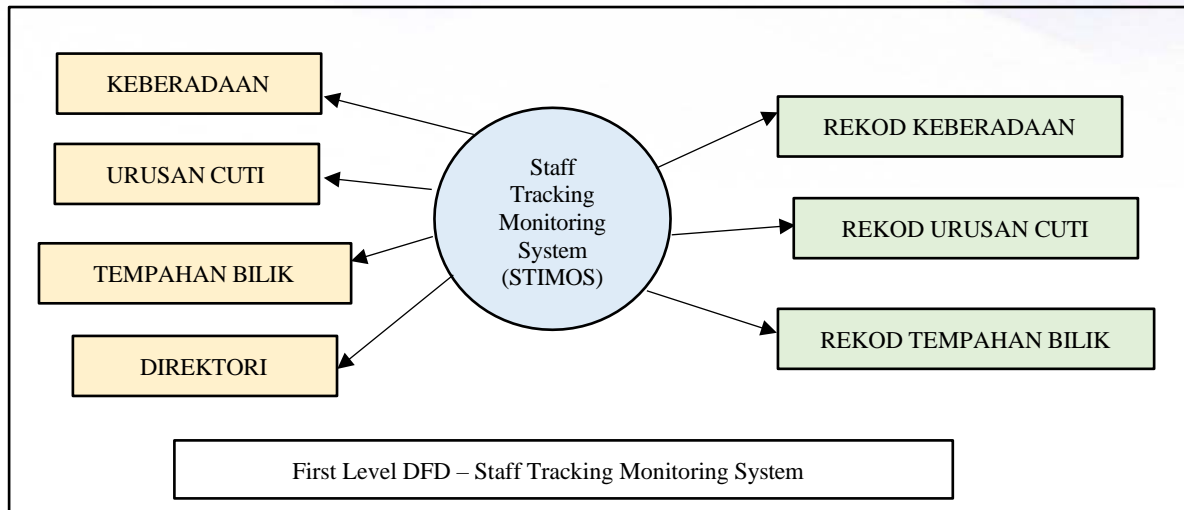 KEBERADAAN
URUSAN CUTI
TEMPAHAN BILIK
DIREKTORI
Staff
Tracking
Monitoring
System
(STIMOS)
REKOD KEBERADAAN
REKOD URUSAN CUTI
REKOD TEMPAHAN BILIK
First Level DFD – Staff Tracking Monitoring System